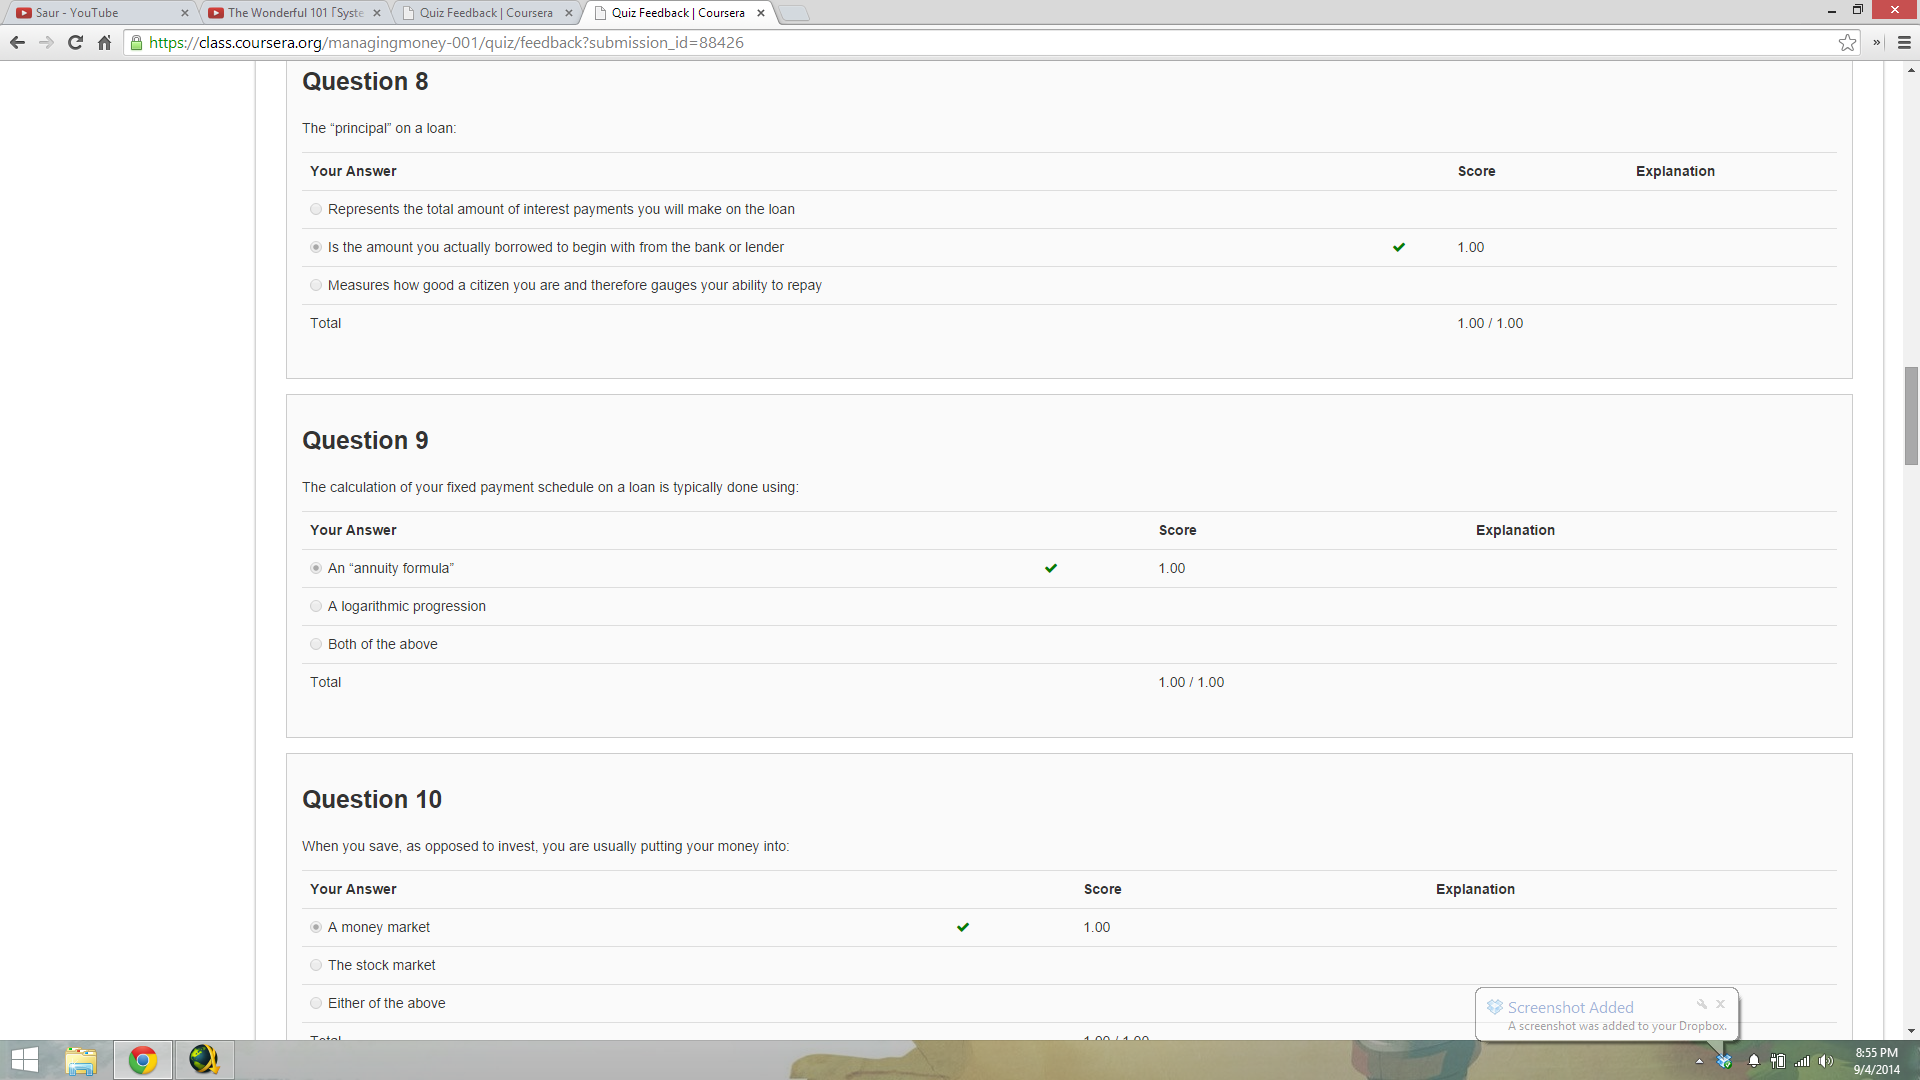 Saur - YouTube
The Wonderful 101 ｢Syste
Quiz Feedback | Coursera
Quiz Feedback | Coursera
https://class.coursera.org/managingmoney-001/quiz/feedback?submission_id=88426
Question 8
The “principal” on a loan:
Your Answer Score Explanation
Represents the total amount of interest payments you will make on the loan
Is the amount you actually borrowed to begin with from the bank or lender 1.00
Measures how good a citizen you are and therefore gauges your ability to repay
Total 1.00 / 1.00
Question 9
The calculation of your fixed payment schedule on a loan is typically done using:
Your Answer Score Explanation
An “annuity formula” 1.00
A logarithmic progression
Both of the above
Total 1.00 / 1.00
Question 10
When you save, as opposed to invest, you are usually putting your money into:
Your Answer Score Explanation
A money market 1.00
The stock market
Either of the above
Total 1.00 / 1.00
Screenshot Added
A screenshot was added to your Dropbox.
8:55 PM
9/4/2014